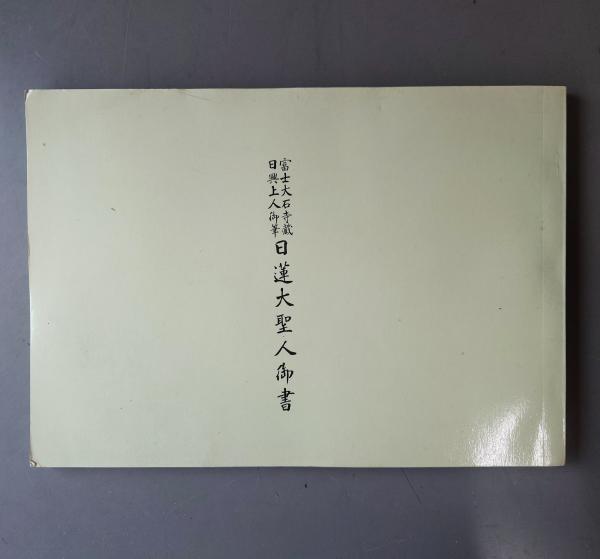 富士大石寺蔵
日興上人御筆
日蓮大聖人御書